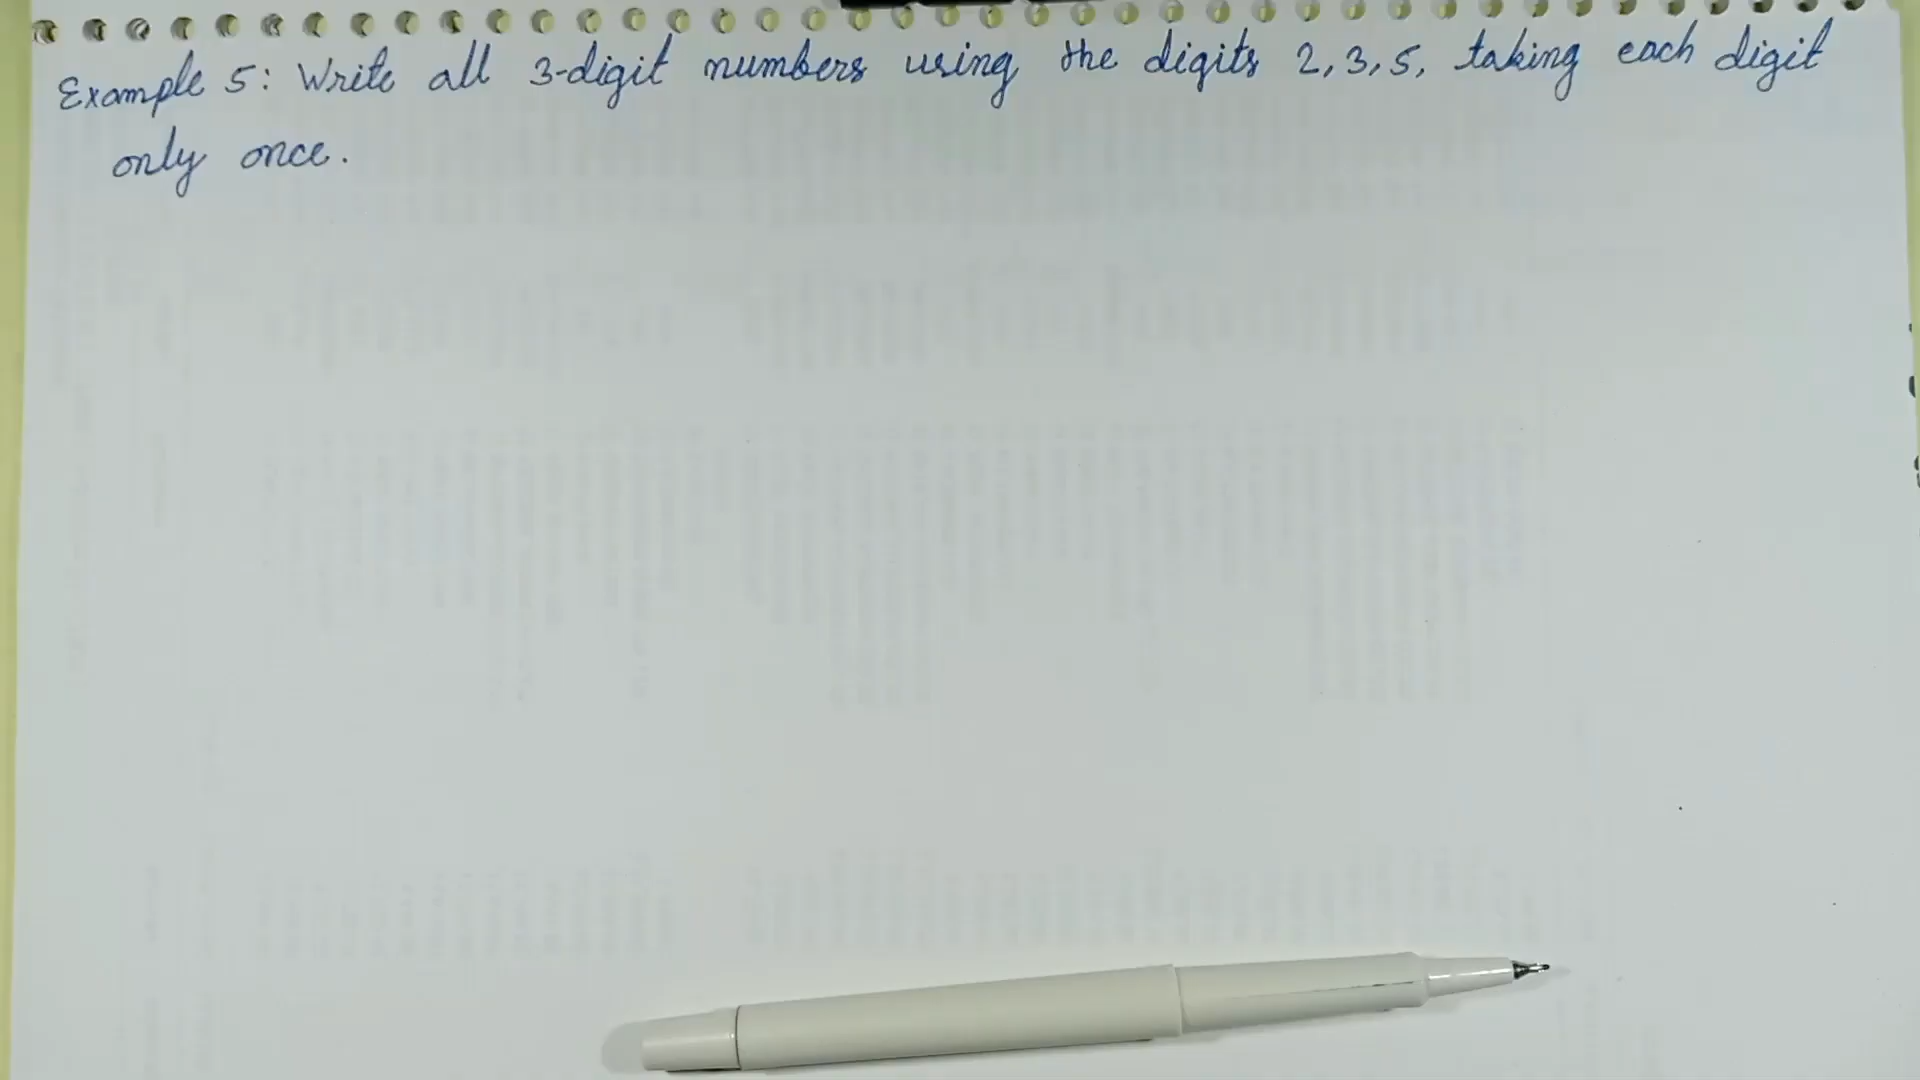 Example 5: Write all 3-digit numbers using the digits 2, 3, 5, taking each digit
only once.